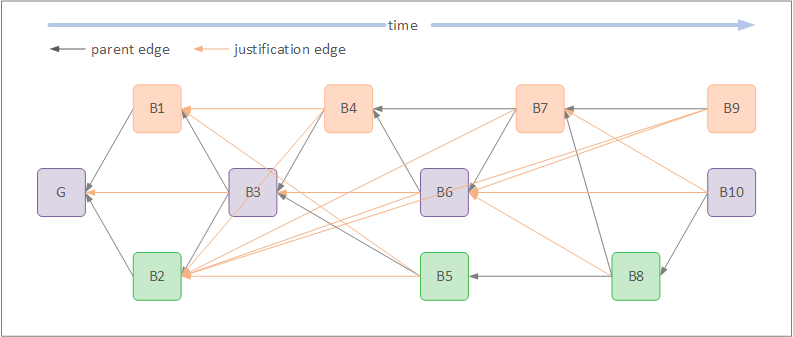 time
parent edge justification edge
B1 B4 B7 B9
G B3 B6 B10
B2 B5 B8